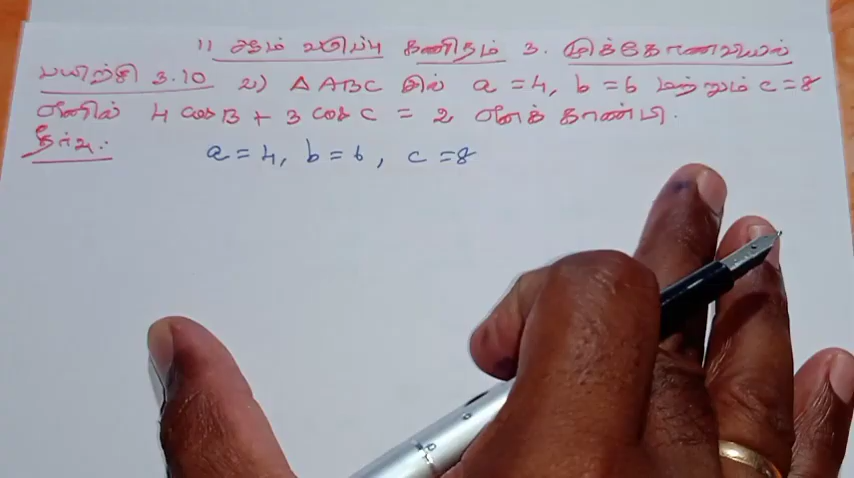 11 ஆம் வகுப்பு கணிதம் 3. திரிக்கோணவியல்
பயிற்சி 3.10 2) Δ ABC இல் a = 4, b = 6 மற்றும் c = 8
எனில் 4 cos B + 3 cos C = 2 எனக் காண்பி.
தீர்வு:
a = 4, b = 6, c = 8